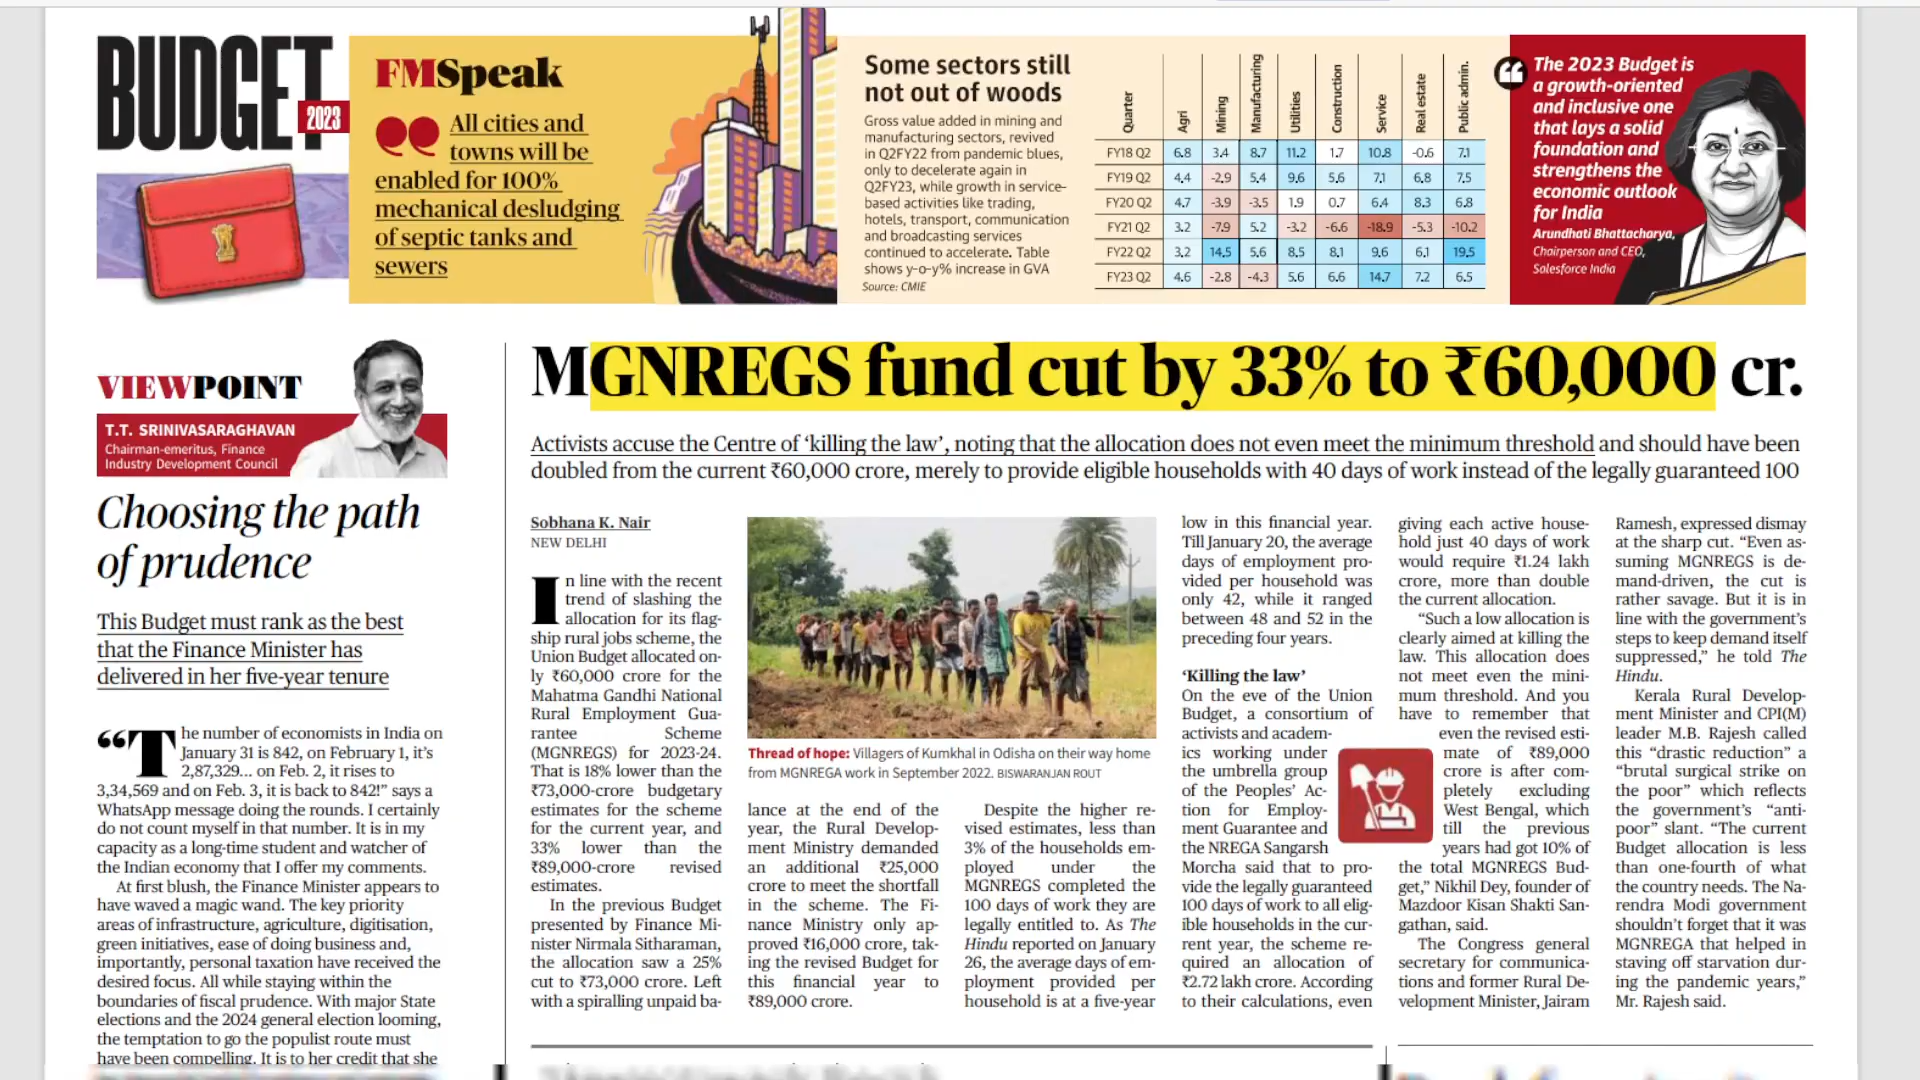 BUDGET
2023
FMSpeak
All cities and
towns will be
enabled for 100%
mechanical desludging
of septic tanks and
sewers
Some sectors still
not out of woods
Gross value added in mining and
manufacturing sectors, revived
in Q2FY22 from pandemic blues,
only to decelerate again in
Q2FY23, while growth in service-
based activities like trading,
hotels, transport, communication
and broadcasting services
continued to accelerate. Table
shows y-o-y% increase in GVA
Source: CMIE
Quarter Agri Mining Manufacturing Utilities Construction Service Real estate Public admin.
FY18 Q2 6.8 3.4 8.7 11.2 1.7 10.8 -0.6 7.1
FY19 Q2 4.4 -2.9 5.4 9.6 5.6 7.1 6.8 7.5
FY20 Q2 4.7 -3.9 -3.5 1.9 0.7 6.4 8.3 6.8
FY21 Q2 3.2 -7.9 5.2 -3.2 -6.6 -18.9 -5.3 -10.2
FY22 Q2 3.2 14.5 5.6 8.5 8.1 9.6 6.1 19.5
FY23 Q2 4.6 -2.8 -4.3 5.6 6.6 14.7 7.2 6.5
The 2023 Budget is
a growth-oriented
and inclusive one
that lays a solid
foundation and
strengthens the
economic outlook
for India
Arundhati Bhattacharya,
Chairperson and CEO,
Salesforce India
VIEWPOINT
T.T. SRINIVASARAGHAVAN
Chairman-emeritus, Finance
Industry Development Council
Choosing the path
of prudence
This Budget must rank as the best
that the Finance Minister has
delivered in her five-year tenure
“The number of economists in India on
January 31 is 842, on February 1, it’s
2,87,329... on Feb. 2, it rises to
3,34,569 and on Feb. 3, it is back to 842!” says a
WhatsApp message doing the rounds. I certainly
do not count myself in that number. It is in my
capacity as a long-time student and watcher of
the Indian economy that I offer my comments.
At first blush, the Finance Minister appears to
have waved a magic wand. The key priority
areas of infrastructure, agriculture, digitisation,
green initiatives, ease of doing business and,
importantly, personal taxation have received the
desired focus. All while staying within the
boundaries of fiscal prudence. With major State
elections and the 2024 general election looming,
the temptation to go the populist route must
have been compelling. It is to her credit that she
MGNREGS fund cut by 33% to ₹60,000 cr.
Activists accuse the Centre of ‘killing the law’, noting that the allocation does not even meet the minimum threshold and should have been
doubled from the current ₹60,000 crore, merely to provide eligible households with 40 days of work instead of the legally guaranteed 100
Sobhana K. Nair
NEW DELHI
In line with the recent
trend of slashing the
allocation for its flag-
ship rural jobs scheme, the
Union Budget allocated on-
ly ₹60,000 crore for the
Mahatma Gandhi National
Rural Employment Gua-
rantee Scheme
(MGNREGS) for 2023-24.
That is 18% lower than the
₹73,000-crore budgetary
estimates for the scheme
for the current year, and
33% lower than the
₹89,000-crore revised
estimates.
In the previous Budget
presented by Finance Mi-
nister Nirmala Sitharaman,
the allocation saw a 25%
cut to ₹73,000 crore. Left
with a spiralling unpaid ba-
Thread of hope: Villagers of Kumkhal in Odisha on their way home
from MGNREGA work in September 2022. BISWARANJAN ROUT
lance at the end of the
year, the Rural Develop-
ment Ministry demanded
an additional ₹25,000
crore to meet the shortfall
in the scheme. The Fi-
nance Ministry only ap-
proved ₹16,000 crore, tak-
ing the revised Budget for
this financial year to
₹89,000 crore.
Despite the higher re-
vised estimates, less than
3% of the households em-
ployed under the
MGNREGS completed the
100 days of work they are
legally entitled to. As The
Hindu reported on January
26, the average days of em-
ployment provided per
household is at a five-year
low in this financial year.
Till January 20, the average
days of employment pro-
vided per household was
only 42, while it ranged
between 48 and 52 in the
preceding four years.
‘Killing the law’
On the eve of the Union
Budget, a consortium of
activists and academ-
ics working under
the umbrella group
of the Peoples’ Ac-
tion for Employ-
ment Guarantee and
the NREGA Sangarsh
Morcha said that to pro-
vide the legally guaranteed
100 days of work to all elig-
ible households in the cur-
rent year, the scheme re-
quired an allocation of
₹2.72 lakh crore. According
to their calculations, even
giving each active house-
hold just 40 days of work
would require ₹1.24 lakh
crore, more than double
the current allocation.
“Such a low allocation is
clearly aimed at killing the
law. This allocation does
not meet even the mini-
mum threshold. And you
have to remember that
even the revised esti-
mate of ₹89,000
crore is after com-
pletely excluding
West Bengal, which
till the previous
years had got 10% of
the total MGNREGS Bud-
get,” Nikhil Dey, founder of
Mazdoor Kisan Shakti San-
gathan, said.
The Congress general
secretary for communica-
tions and former Rural De-
velopment Minister, Jairam
Ramesh, expressed dismay
at the sharp cut. “Even as-
suming MGNREGS is de-
mand-driven, the cut is
rather savage. But it is in
line with the government’s
steps to keep demand itself
suppressed,” he told The
Hindu.
Kerala Rural Develop-
ment Minister and CPI(M)
leader M.B. Rajesh called
this “drastic reduction” a
“brutal surgical strike on
the poor” which reflects
the government’s “anti-
poor” slant. “The current
Budget allocation is less
than one-fourth of what
the country needs. The Na-
rendra Modi government
shouldn’t forget that it was
MGNREGA that helped in
staving off starvation dur-
ing the pandemic years,”
Mr. Rajesh said.